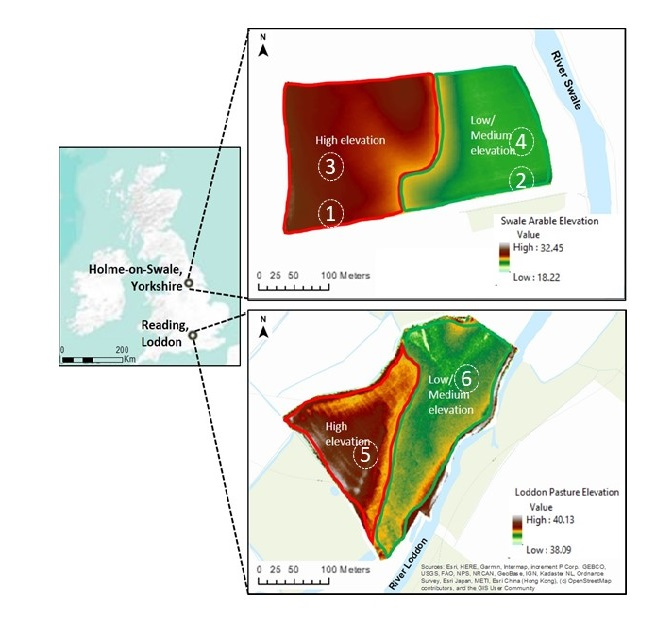 N
River Swale
High elevation
Low/
Medium
elevation
3
4
2
1
Swale Arable Elevation
Value
High : 32.45
Low : 18.22
0 25 50 100 Meters
Holme-on-Swale,
Yorkshire
Reading,
Loddon
0 200
Km
N
Low/
Medium
elevation
6
High
elevation
5
Loddon Pasture Elevation
Value
High : 40.13
Low : 38.09
River Loddon
0 25 50 100 Meters
Sources: Esri, HERE, Garmin, Intermap, increment P Corp. GEBCO,
USGS, FAO, NPS, NRCAN, GeoBase, IGN, Kadaster NL, Ordnance
Survey, Esri Japan, METI, Esri China (Hong Kong), (c) OpenStreetMap
contributors, and the GIS User Community